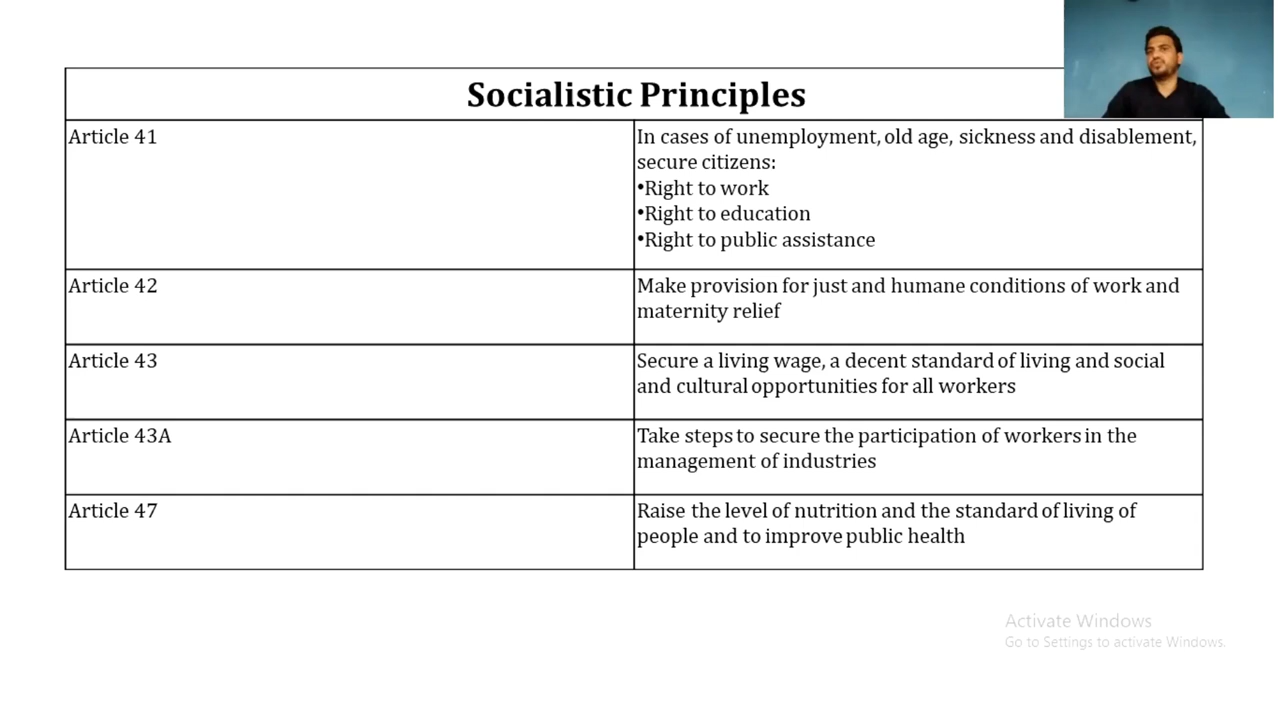 Socialistic Principles
Article 41
In cases of unemployment, old age, sickness and disablement,
secure citizens:
•Right to work
•Right to education
•Right to public assistance
Article 42
Make provision for just and humane conditions of work and
maternity relief
Article 43
Secure a living wage, a decent standard of living and social
and cultural opportunities for all workers
Article 43A
Take steps to secure the participation of workers in the
management of industries
Article 47
Raise the level of nutrition and the standard of living of
people and to improve public health
Activate Windows
Go to Settings to activate Windows.